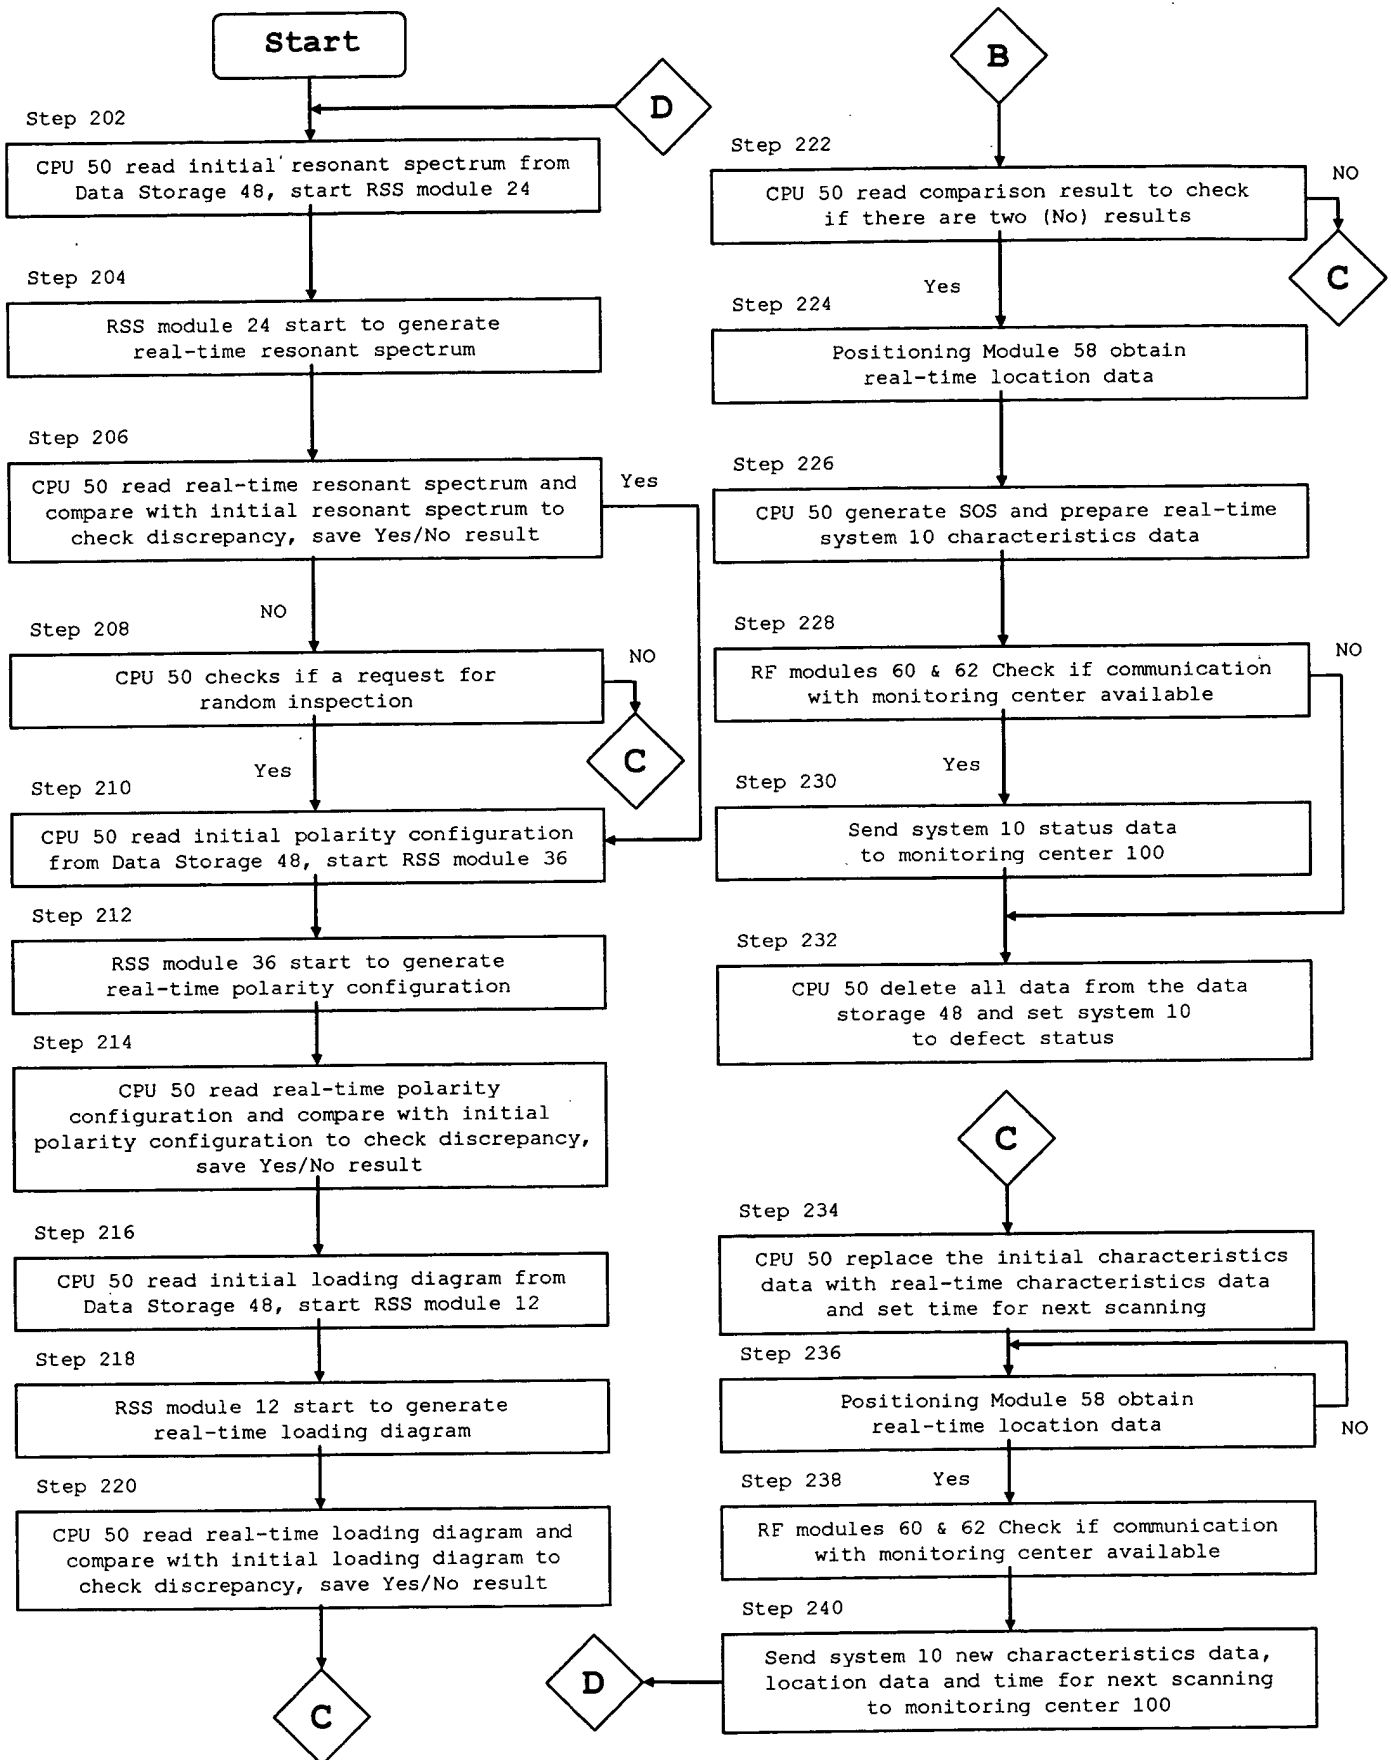 Start
D
Step 202
CPU 50 read initial resonant spectrum from
Data Storage 48, start RSS module 24
Step 204
RSS module 24 start to generate
real-time resonant spectrum
Step 206
CPU 50 read real-time resonant spectrum and
compare with initial resonant spectrum to
check discrepancy, save Yes/No result
Yes
NO
Step 208
CPU 50 checks if a request for
random inspection
NO
C
Yes
Step 210
CPU 50 read initial polarity configuration
from Data Storage 48, start RSS module 36
Step 212
RSS module 36 start to generate
real-time polarity configuration
Step 214
CPU 50 read real-time polarity
configuration and compare with initial
polarity configuration to check discrepancy,
save Yes/No result
Step 216
CPU 50 read initial loading diagram from
Data Storage 48, start RSS module 12
Step 218
RSS module 12 start to generate
real-time loading diagram
Step 220
CPU 50 read real-time loading diagram and
compare with initial loading diagram to
check discrepancy, save Yes/No result
C
B
Step 222
CPU 50 read comparison result to check
if there are two (No) results
NO
C
Yes
Step 224
Positioning Module 58 obtain
real-time location data
Step 226
CPU 50 generate SOS and prepare real-time
system 10 characteristics data
Step 228
RF modules 60 & 62 Check if communication
with monitoring center available
NO
Yes
Step 230
Send system 10 status data
to monitoring center 100
Step 232
CPU 50 delete all data from the data
storage 48 and set system 10
to defect status
C
Step 234
CPU 50 replace the initial characteristics
data with real-time characteristics data
and set time for next scanning
Step 236
Positioning Module 58 obtain
real-time location data
NO
Step 238
Yes
RF modules 60 & 62 Check if communication
with monitoring center available
Step 240
Send system 10 new characteristics data,
location data and time for next scanning
to monitoring center 100
D